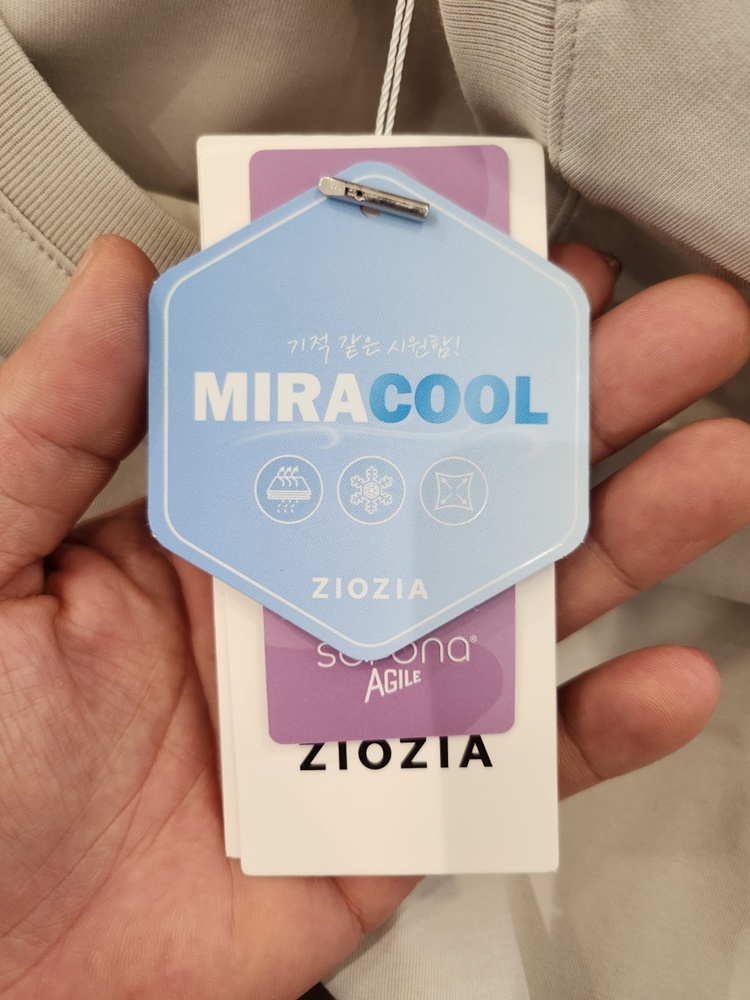 기적 같은 시원함!
MIRACOOL
ZIOZIA
sorona®
AGILE
ZIOZIA